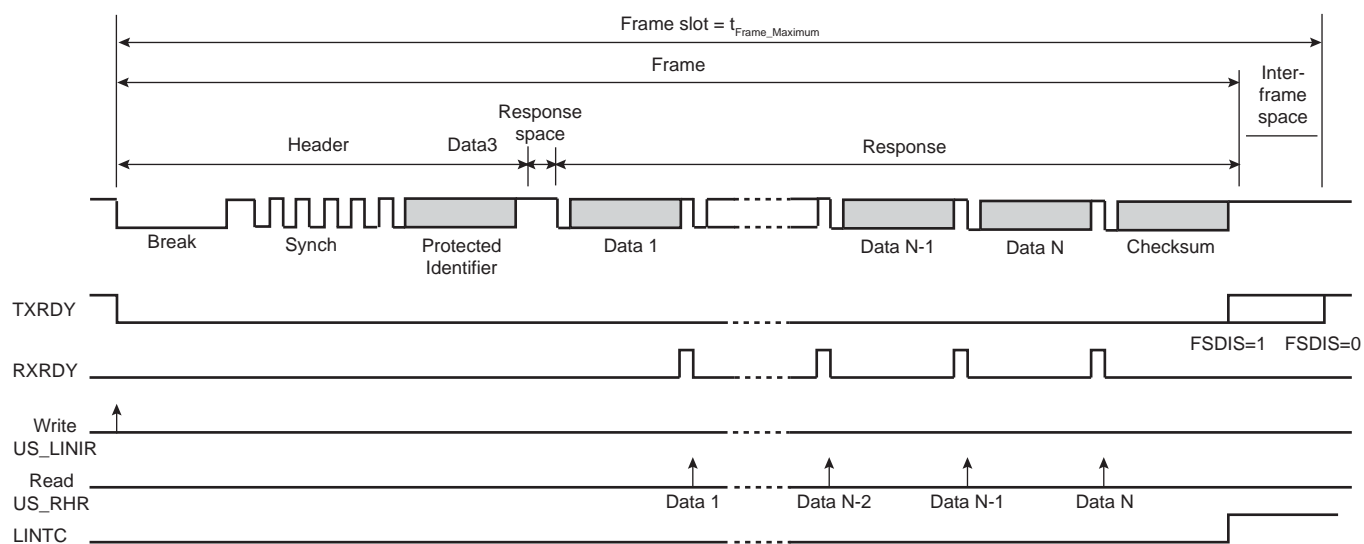 Frame slot = tFrame_Maximum
Frame
Inter-
frame
space
Response
space
Header
Data3
Response
Break
Synch
Protected
Identifier
Data 1
Data N-1
Data N
Checksum
TXRDY
FSDIS=1
FSDIS=0
RXRDY
Write
US_LINIR
Read
US_RHR
Data 1
Data N-2
Data N-1
Data N
LINTC